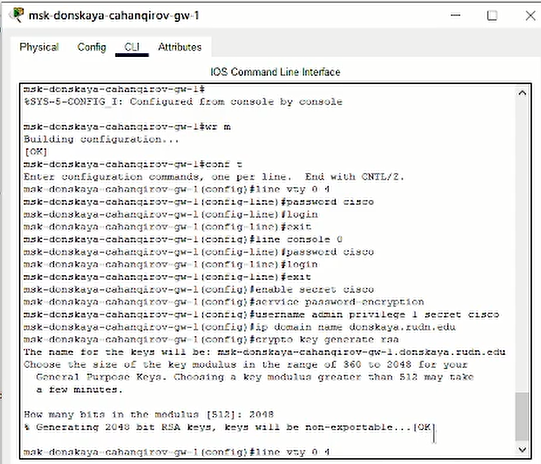 msk-donskaya-cahanqirov-gw-1
Physical Config CLI Attributes
IOS Command Line Interface
msk-donskaya-cahanqirov-gw-1#
%SYS-5-CONFIG_I: Configured from console by console
msk-donskaya-cahanqirov-gw-1#wr m
Building configuration...
[OK]
msk-donskaya-cahanqirov-gw-1#conf t
Enter configuration commands, one per line. End with CNTL/Z.
msk-donskaya-cahanqirov-gw-1(config)#line vty 0 4
msk-donskaya-cahanqirov-gw-1(config-line)#password cisco
msk-donskaya-cahanqirov-gw-1(config-line)#login
msk-donskaya-cahanqirov-gw-1(config-line)#exit
msk-donskaya-cahanqirov-gw-1(config)#line console 0
msk-donskaya-cahanqirov-gw-1(config-line)#password cisco
msk-donskaya-cahanqirov-gw-1(config-line)#login
msk-donskaya-cahanqirov-gw-1(config-line)#exit
msk-donskaya-cahanqirov-gw-1(config)#enable secret cisco
msk-donskaya-cahanqirov-gw-1(config)#service password-encryption
msk-donskaya-cahanqirov-gw-1(config)#username admin privilege 1 secret cisco
msk-donskaya-cahanqirov-gw-1(config)#ip domain name donskaya.rudn.edu
msk-donskaya-cahanqirov-gw-1(config)#crypto key generate rsa
The name for the keys will be: msk-donskaya-cahanqirov-gw-1.donskaya.rudn.edu
Choose the size of the key modulus in the range of 360 to 2048 for your
General Purpose Keys. Choosing a key modulus greater than 512 may take
a few minutes.
How many bits in the modulus [512]: 2048
% Generating 2048 bit RSA keys, keys will be non-exportable...[OK]
msk-donskaya-cahanqirov-gw-1(config)#line vty 0 4